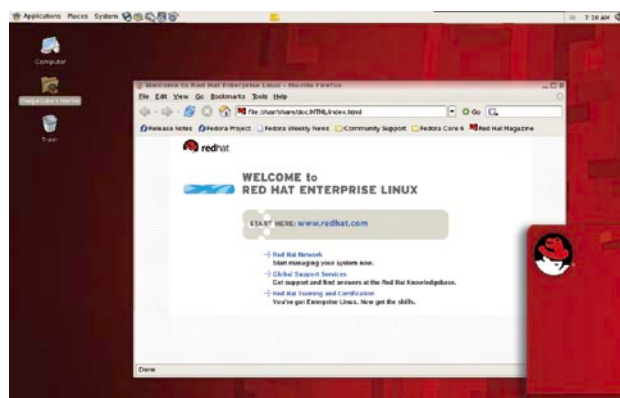 Applications Places System
7:38 AM
Computer
Trash
Welcome to Red Hat Enterprise Linux - Mozilla Firefox
File Edit View Go Bookmarks Tools Help
file:///usr/share/doc/HTML/index.html
Go
Release Notes Fedora Project Fedora Weekly News Community Support Fedora Core 6 Red Hat Magazine
redhat
WELCOME to
RED HAT ENTERPRISE LINUX
START HERE: www.redhat.com
Red Hat Network
Start managing your system now.
Global Support Services
Get support and find answers at the Red Hat Knowledgebase.
Red Hat Training and Certification
You've got Enterprise Linux. Now get the skills.
Done